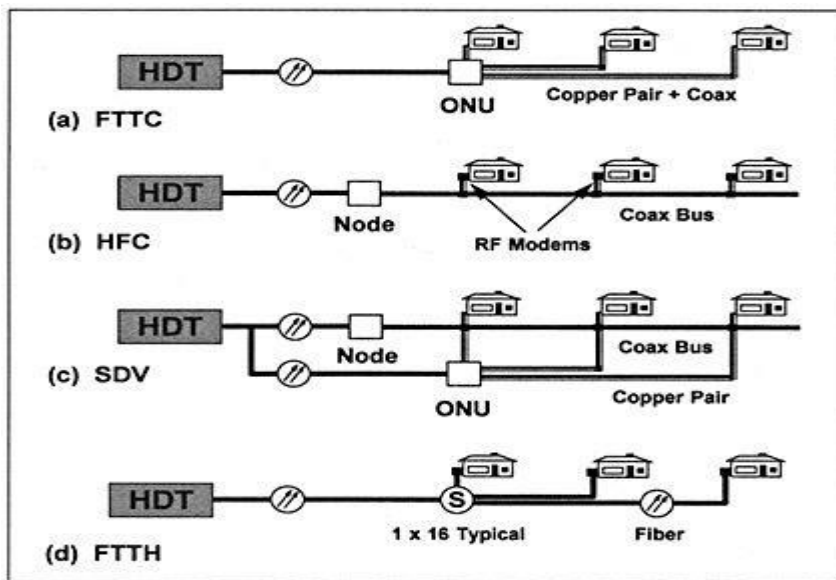 HDT
ONU
Copper Pair + Coax
(a) FTTC
HDT
Node
RF Modems
Coax Bus
(b) HFC
HDT
Node
Coax Bus
(c) SDV
ONU
Copper Pair
HDT
S
1 x 16 Typical
Fiber
(d) FTTH